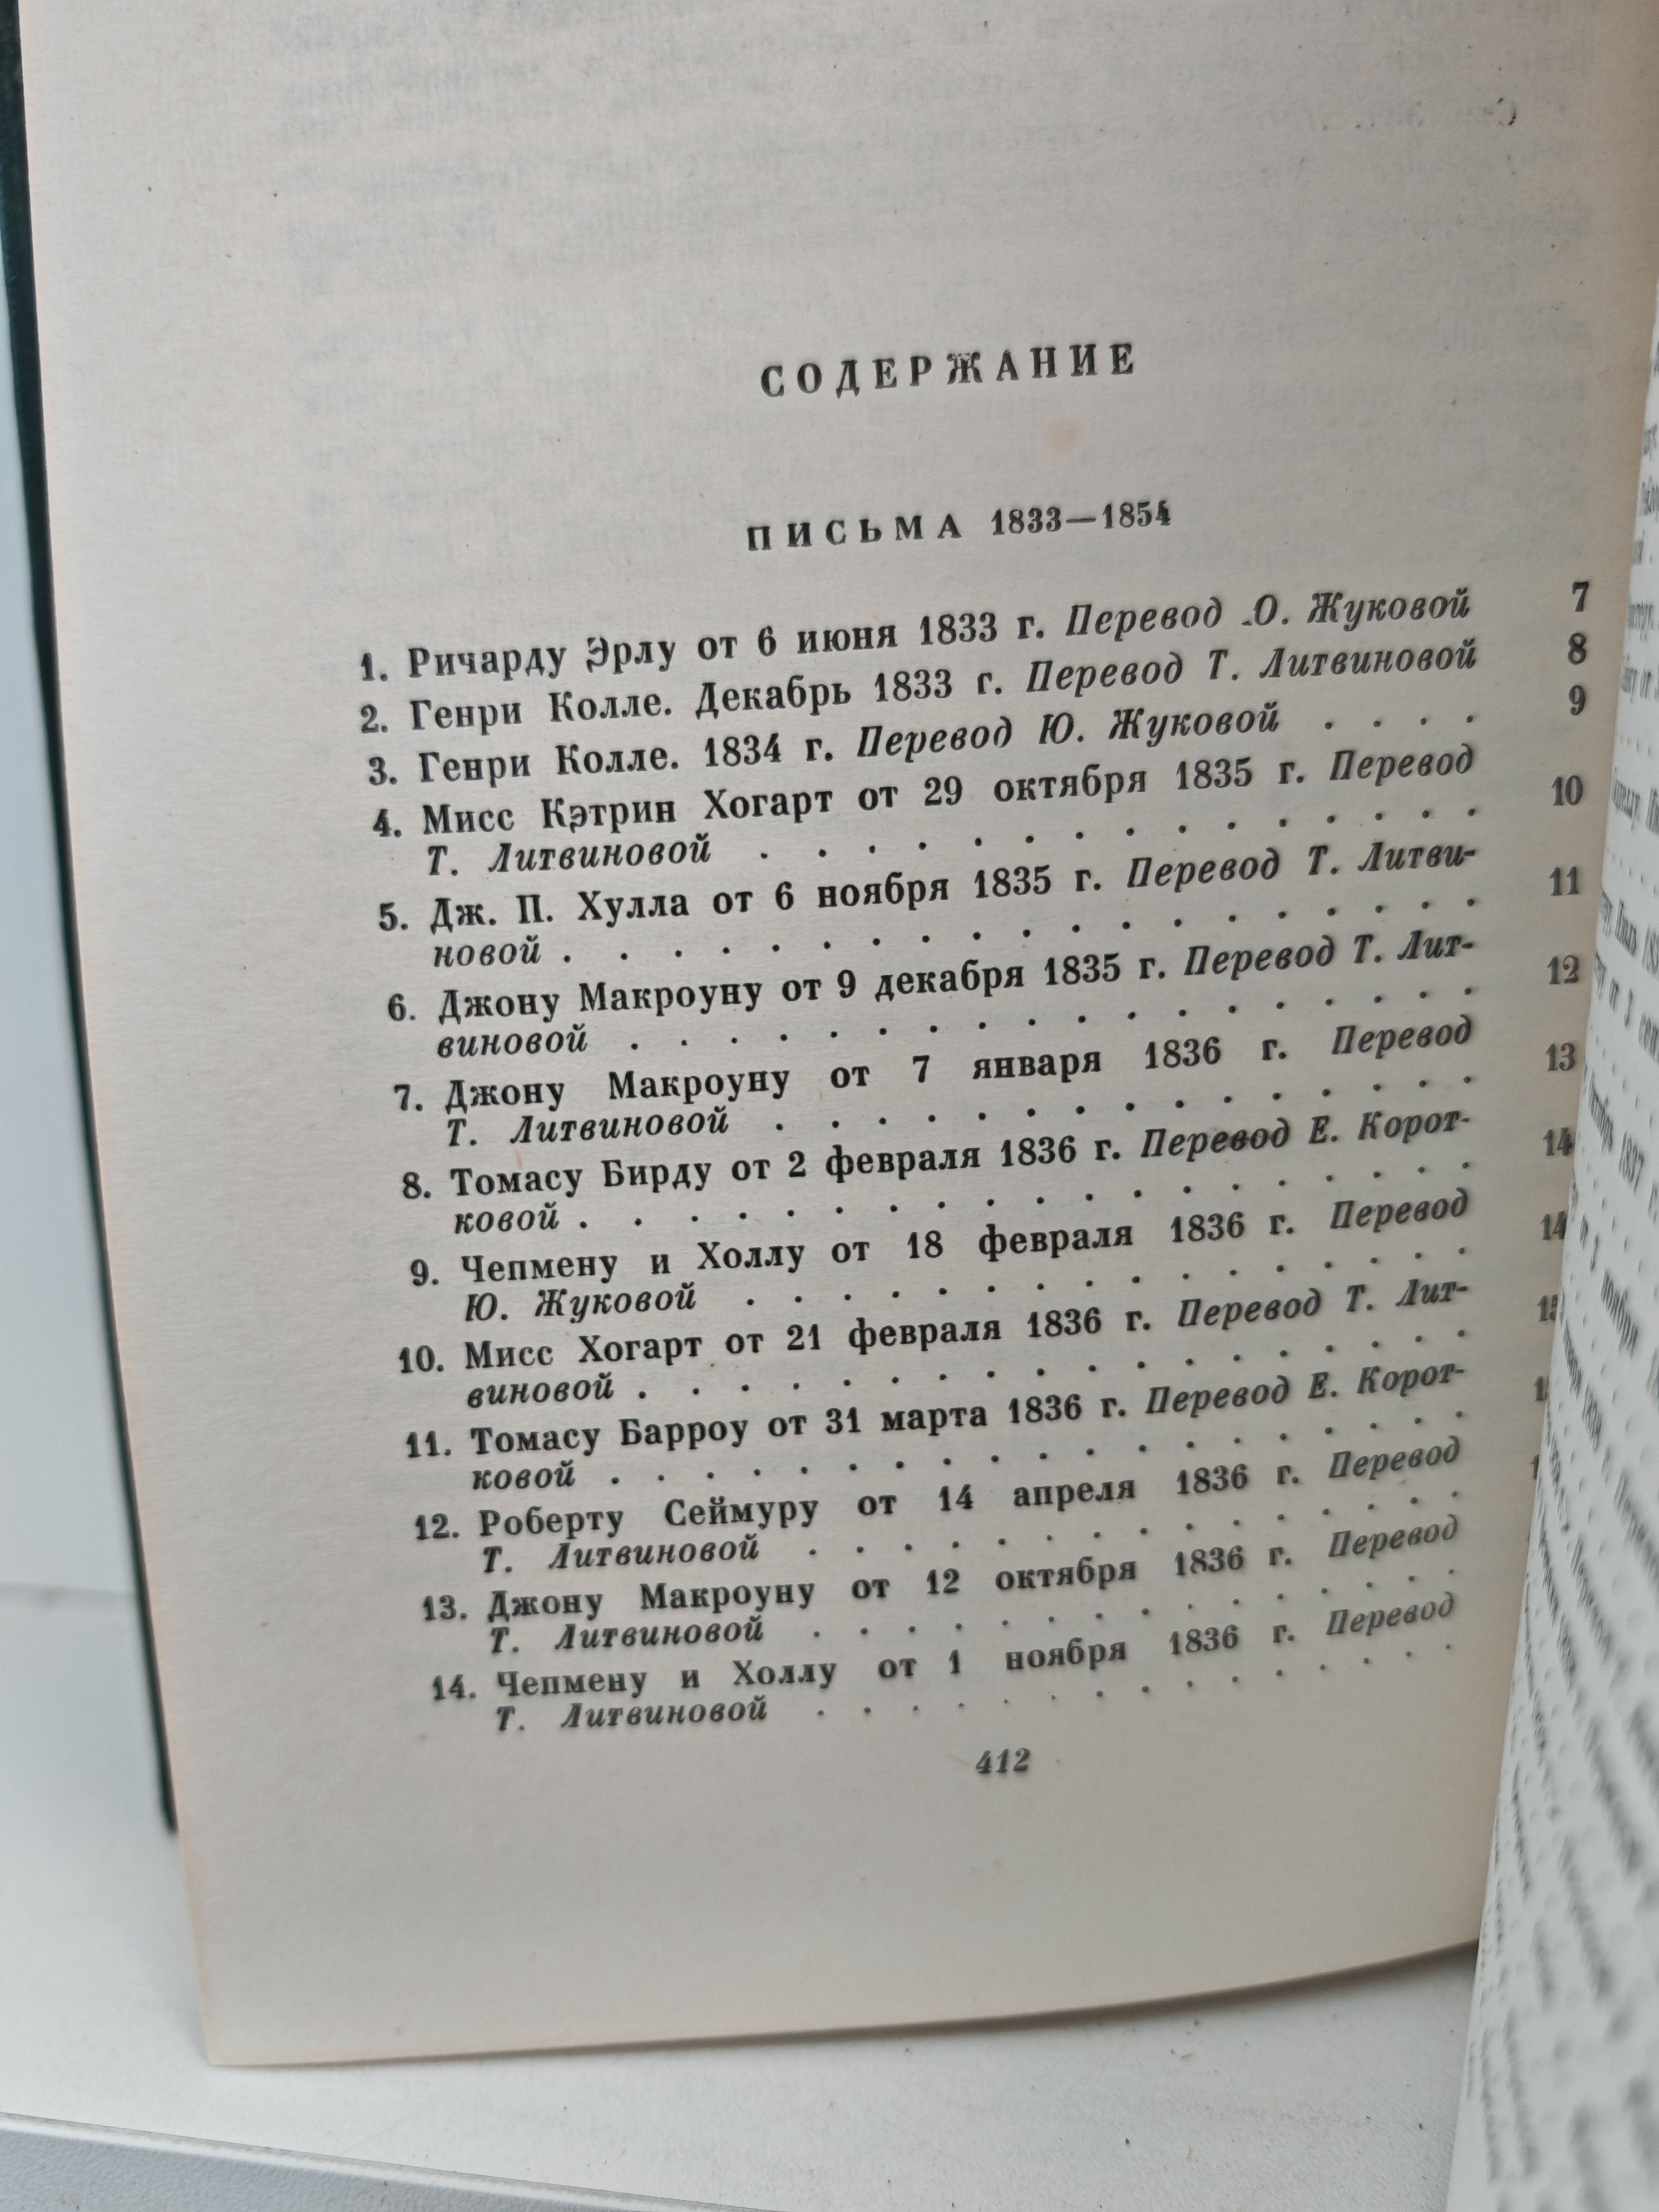 СОДЕРЖАНИЕ
ПИСЬМА 1833—1854
1. Ричарду Эрлу от 6 июня 1833 г. Перевод О. Жуковой 7
2. Генри Колле. Декабрь 1833 г. Перевод Т. Литвиновой 8
3. Генри Колле. 1834 г. Перевод Ю. Жуковой . . . . 9
4. Мисс Кэтрин Хогарт от 29 октября 1835 г. Перевод
Т. Литвиновой . . . . . . . . . . . . . . 10
5. Дж. П. Хулла от 6 ноября 1835 г. Перевод Т. Литви-
новой . . . . . . . . . . . . . . . . . . 11
6. Джону Макроуну от 9 декабря 1835 г. Перевод Т. Лит-
виновой . . . . . . . . . . . . . . . . . 12
7. Джону Макроуну от 7 января 1836 г. Перевод
Т. Литвиновой . . . . . . . . . . . . . . 13
8. Томасу Бирду от 2 февраля 1836 г. Перевод Е. Корот-
ковой . . . . . . . . . . . . . . . . . . 14
9. Чепмену и Холлу от 18 февраля 1836 г. Перевод
Ю. Жуковой . . . . . . . . . . . . . . . 14
10. Мисс Хогарт от 21 февраля 1836 г. Перевод Т. Лит-
виновой . . . . . . . . . . . . . . . . .
11. Томасу Барроу от 31 марта 1836 г. Перевод Е. Корот-
ковой . . . . . . . . . . . . . . . . . .
12. Роберту Сеймуру от 14 апреля 1836 г. Перевод
Т. Литвиновой . . . . . . . . . . . . . .
13. Джону Макроуну от 12 октября 1836 г. Перевод
Т. Литвиновой . . . . . . . . . . . . . .
14. Чепмену и Холлу от 1 ноября 1836 г. Перевод
Т. Литвиновой . . . . . . . . . . . . . .
412